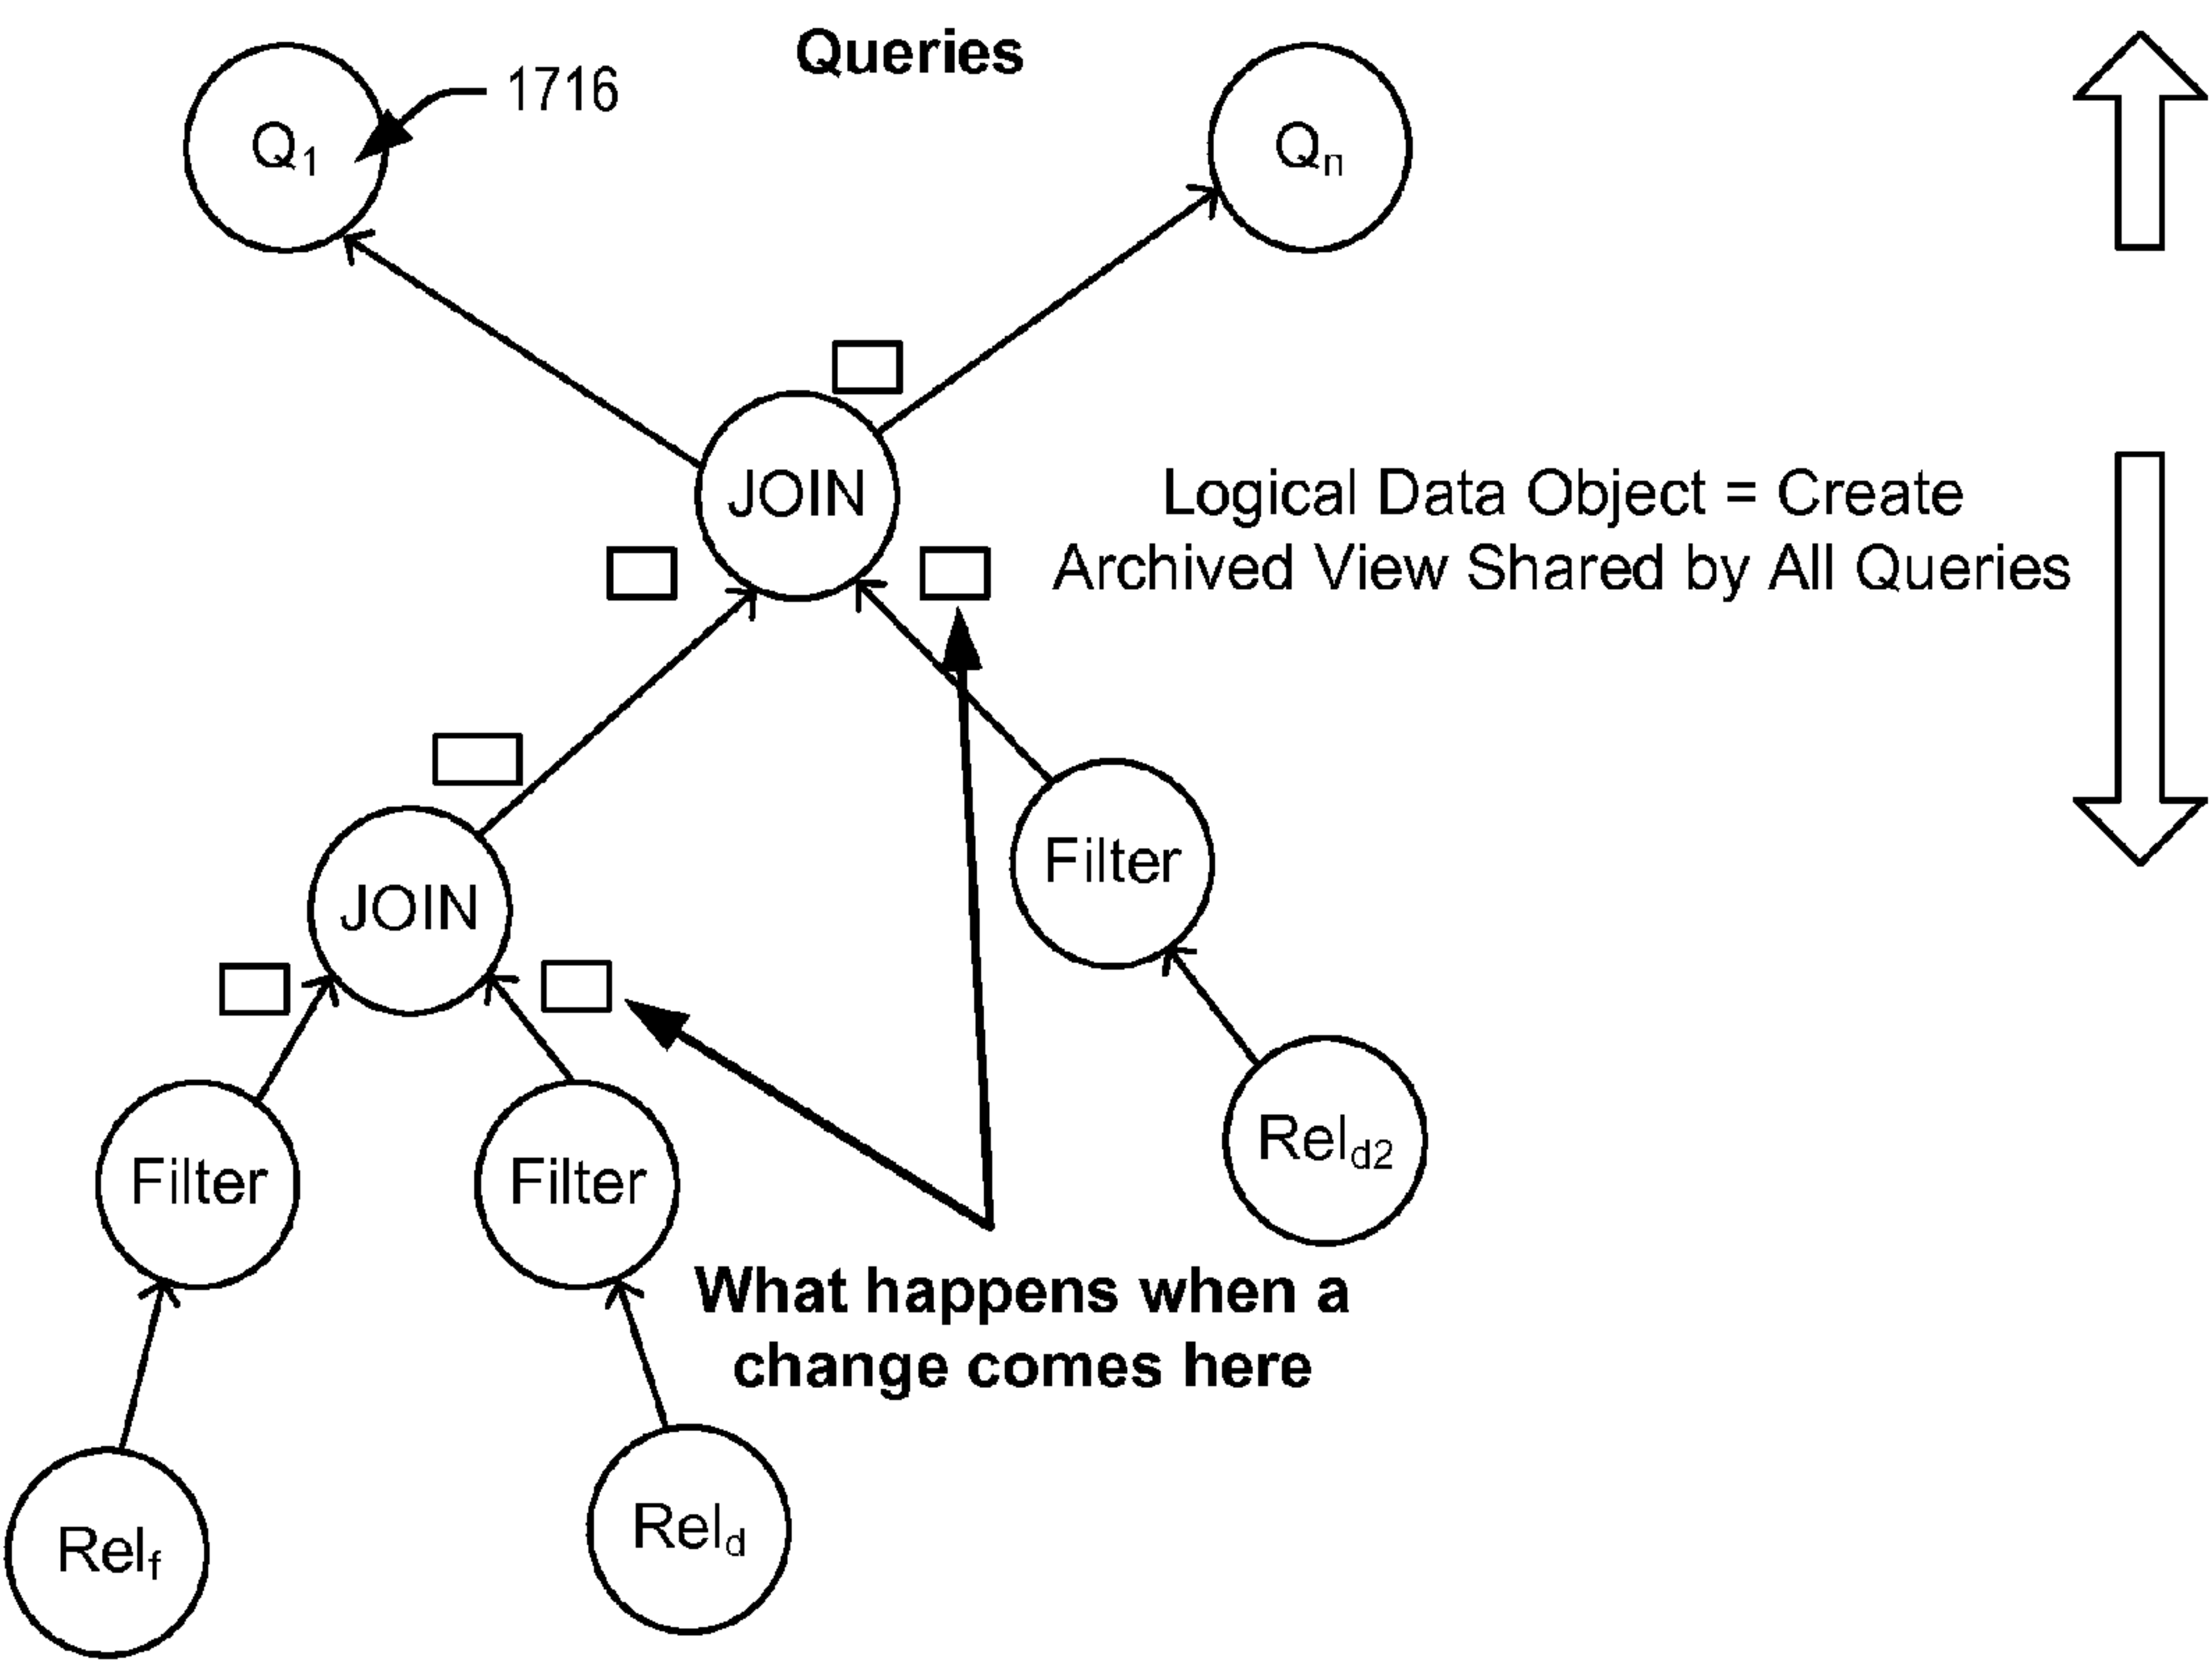 Queries
1716
Q1
Qn
JOIN
Logical Data Object = Create
Archived View Shared by All Queries
JOIN
Filter
Filter
Filter
Reld2
What happens when a
change comes here
Relf
Reld